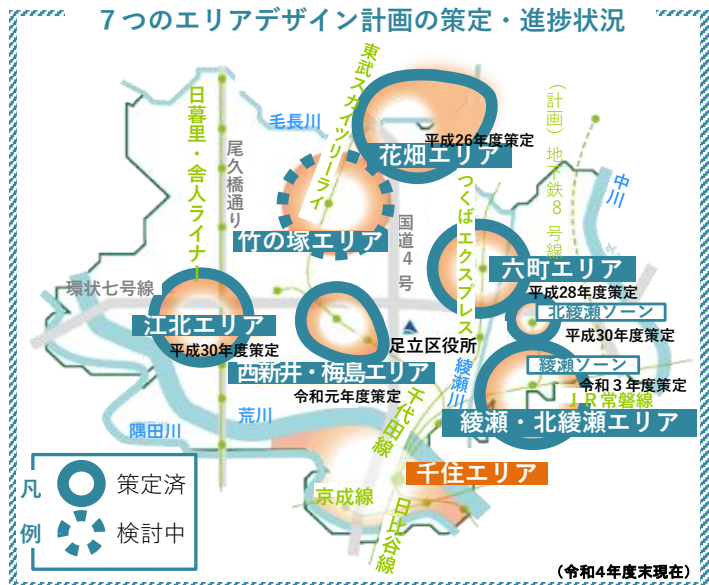 ７つのエリアデザイン計画の策定・進捗状況
東武スカイツリーライ
日暮里・舎人ライナー
毛長川
尾久橋通り
平成26年度策定
花畑エリア
（計画）地下鉄８号線
中川
つくばエクスプレス
国道４号
竹の塚エリア
六町エリア
平成28年度策定
環状七号線
北綾瀬ゾーン
江北エリア
平成30年度策定
平成30年度策定
足立区役所
綾瀬ゾーン
西新井・梅島エリア
令和元年度策定
綾瀬川
令和３年度策定
ＪＲ常磐線
綾瀬・北綾瀬エリア
千代田線
荒川
隅田川
千住エリア
京成線
日比谷線
凡例
策定済
検討中
（令和4年度末現在）